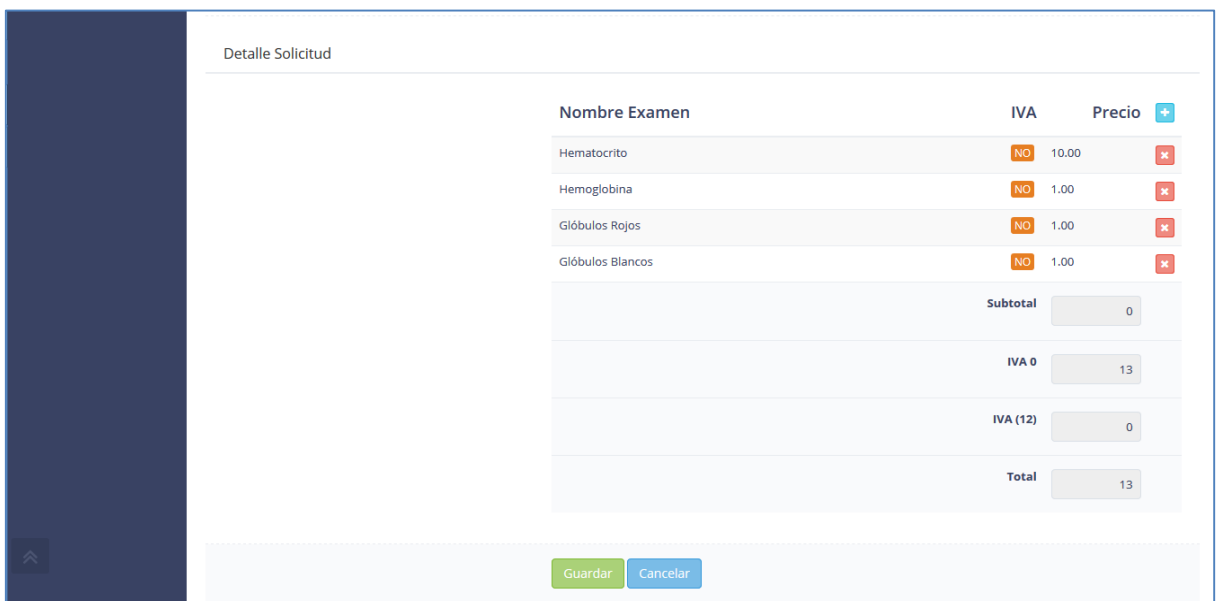 Detalle Solicitud
Nombre Examen IVA Precio +
Hematocrito NO 10.00
Hemoglobina NO 1.00
Glóbulos Rojos NO 1.00
Glóbulos Blancos NO 1.00
Subtotal 0
IVA 0 13
IVA (12) 0
Total 13
Guardar Cancelar